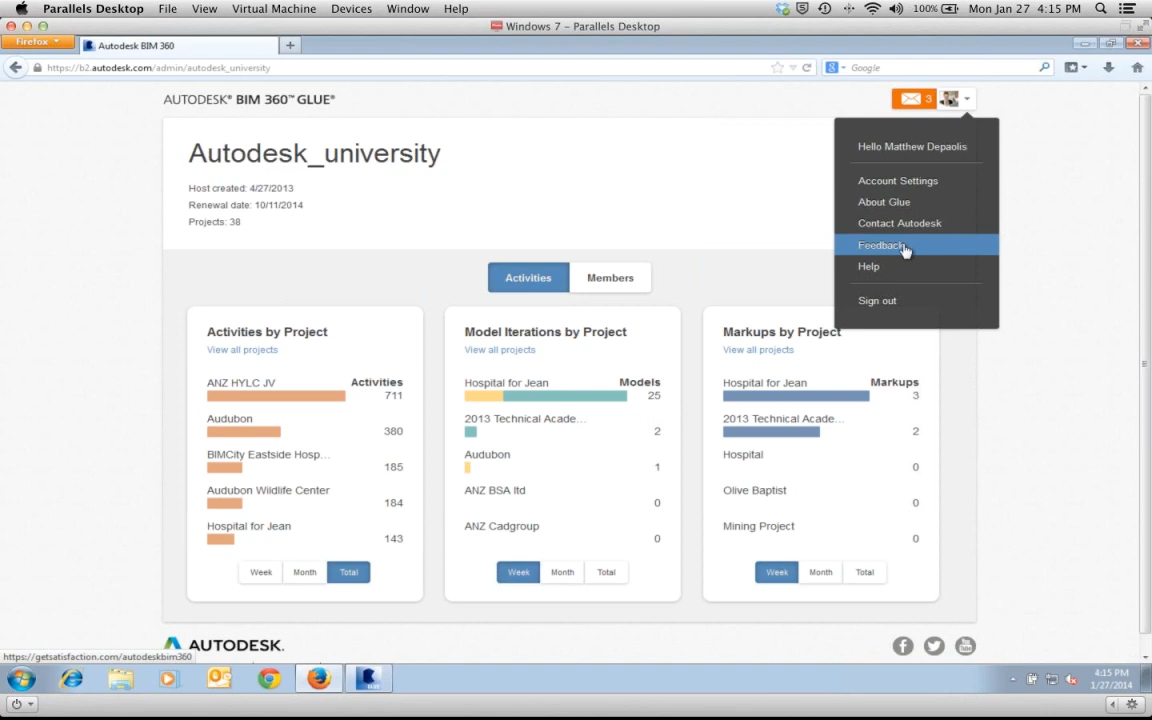 Parallels Desktop File View Virtual Machine Devices Window Help 100% Mon Jan 27 4:15 PM
Windows 7 - Parallels Desktop
Firefox
Autodesk BIM 360
https://b2.autodesk.com/admin/autodesk_university
Google
AUTODESK® BIM 360™ GLUE®
3
Autodesk_university
Host created: 4/27/2013
Renewal date: 10/11/2014
Projects: 38
Hello Matthew Depaolis
Account Settings
About Glue
Contact Autodesk
Feedback
Help
Sign out
Activities Members
Activities by Project
View all projects
Activities
ANZ HYLC JV
711
Audubon
380
BIMCity Eastside Hosp...
185
Audubon Wildlife Center
184
Hospital for Jean
143
Week Month Total
Model Iterations by Project
View all projects
Hospital for Jean Models
25
2013 Technical Acade...
2
Audubon
1
ANZ BSA ltd
0
ANZ Cadgroup
0
Week Month Total
Markups by Project
View all projects
Hospital for Jean Markups
3
2013 Technical Acade...
2
Hospital
0
Olive Baptist
0
Mining Project
0
Week Month Total
AUTODESK.
https://getsatisfaction.com/autodeskbim360
4:15 PM
1/27/2014